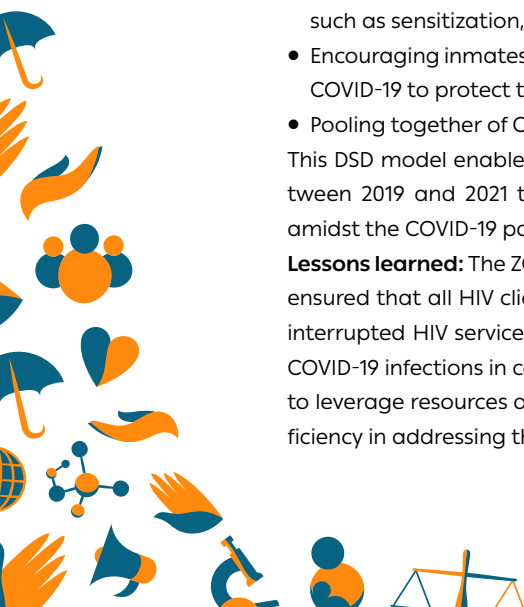 such as sensitization,
• Encouraging inmates
COVID-19 to protect t
• Pooling together of C
This DSD model enable
tween 2019 and 2021 t
amidst the COVID-19 pa
Lessons learned: The Z
ensured that all HIV clie
interrupted HIV service
COVID-19 infections in c
to leverage resources a
ficiency in addressing th